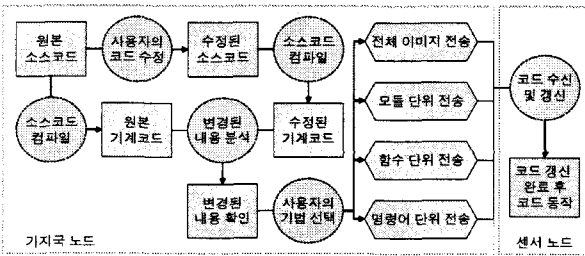 원본
소스코드
사용자의
코드 수정
수정된
소스코드
소스코드
컴파일
전체 이미지 전송
소스코드
컴파일
원본
기계코드
변경된
내용 분석
수정된
기계코드
모듈 단위 전송
함수 단위 전송
변경된
내용 확인
사용자의
기법 선택
명령어 단위 전송
기지국 노드
코드 수신
및 갱신
코드 갱신
완료 후
코드 동작
센서 노드